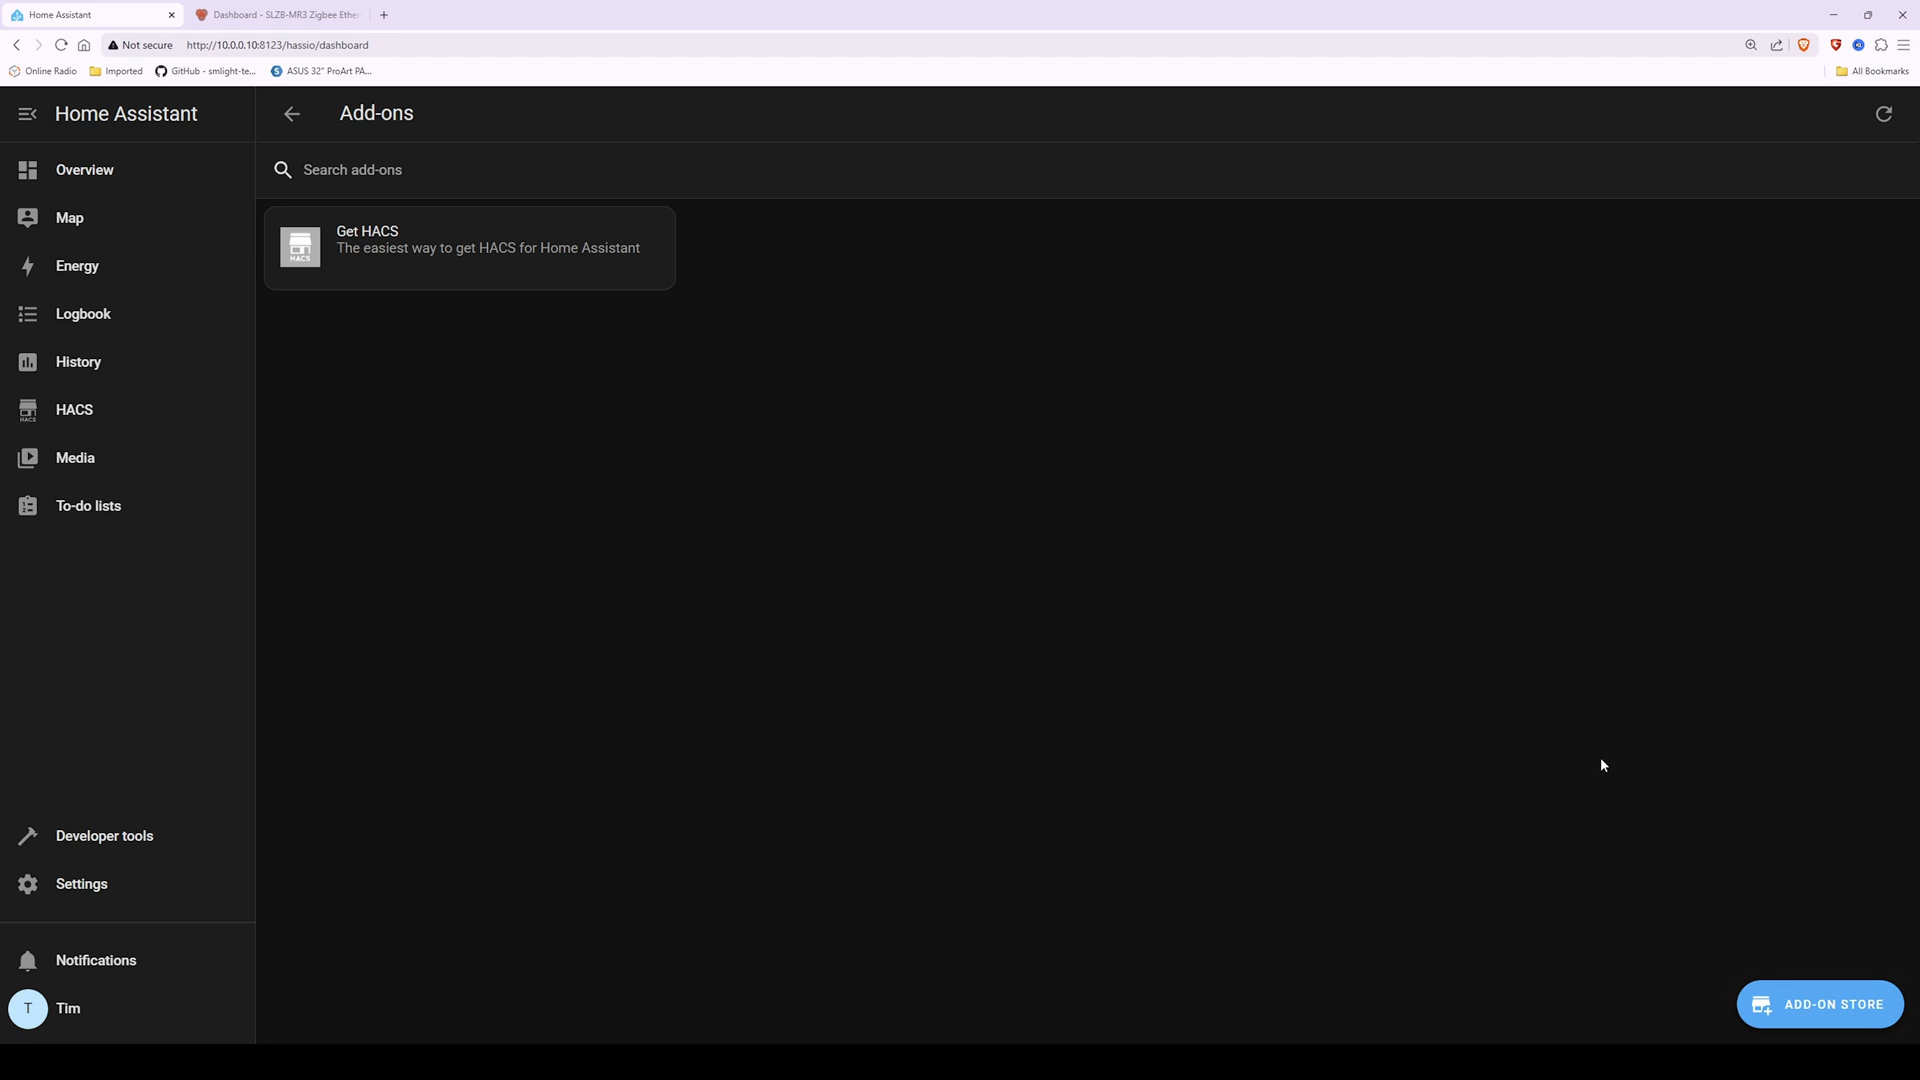 Home Assistant
Dashboard - SLZB-MR3 Zigbee Ether
Not secure
http://10.0.0.10:8123/hassio/dashboard
Online Radio
Imported
GitHub - smlight-te...
ASUS 32" ProArt PA...
All Bookmarks
Home Assistant
Add-ons
Search add-ons
Overview
Map
Energy
Logbook
History
HACS
HACS
Media
To-do lists
HACS
Get HACS
The easiest way to get HACS for Home Assistant
Developer tools
Settings
Notifications
T
Tim
ADD-ON STORE